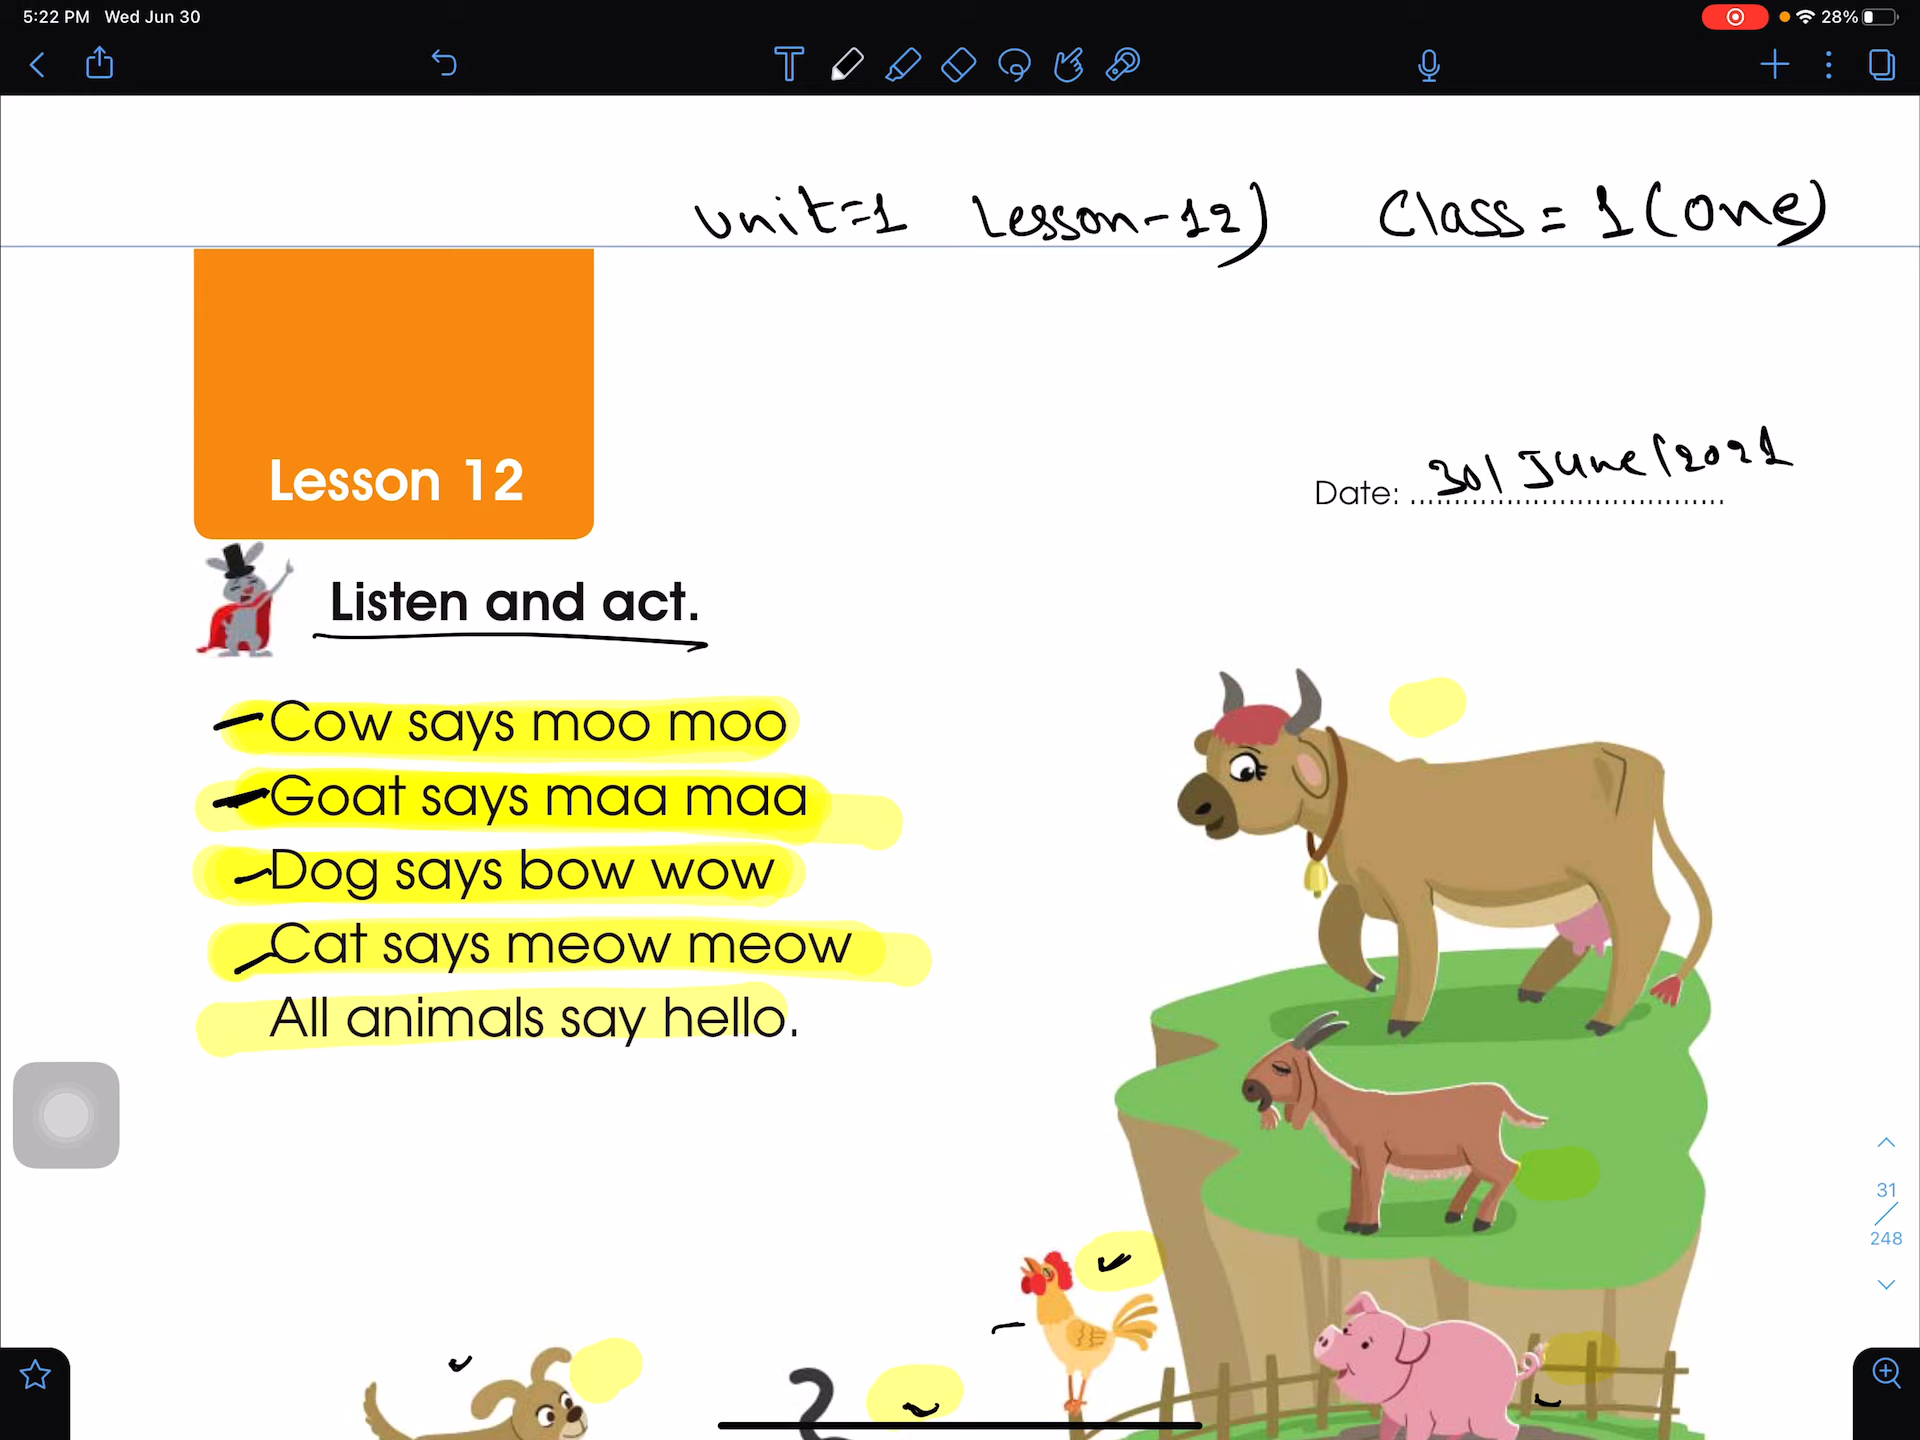 5:22 PM Wed Jun 30
28%
Unit=1 Lesson-12) Class = 1 (One)
Lesson 12
Date: 30/ June/2021
Listen and act.
Cow says moo moo
Goat says maa maa
Dog says bow wow
Cat says meow meow
All animals say hello.
31
/
248